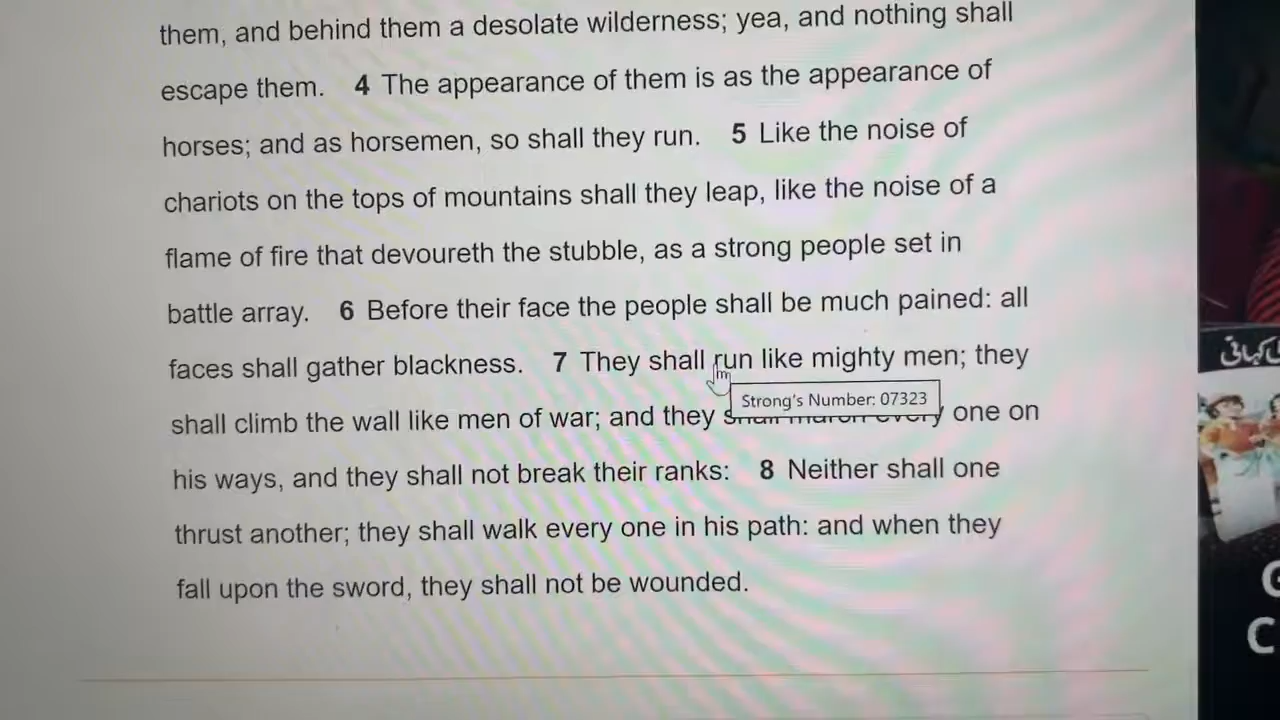 them, and behind them a desolate wilderness; yea, and nothing shall
escape them. 4 The appearance of them is as the appearance of
horses; and as horsemen, so shall they run. 5 Like the noise of
chariots on the tops of mountains shall they leap, like the noise of a
flame of fire that devoureth the stubble, as a strong people set in
battle array. 6 Before their face the people shall be much pained: all
faces shall gather blackness. 7 They shall run like mighty men; they
Strong's Number: 07323
shall climb the wall like men of war; and they shall march every one on
his ways, and they shall not break their ranks: 8 Neither shall one
thrust another; they shall walk every one in his path: and when they
fall upon the sword, they shall not be wounded.
کہانی
G
C